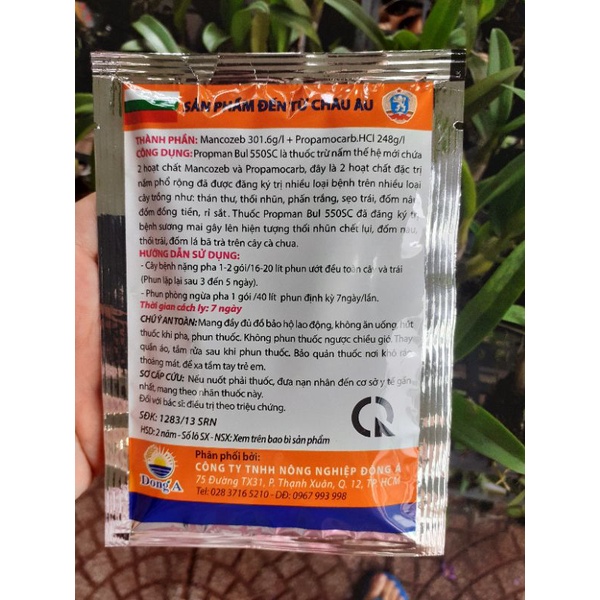 SẢN PHẨM ĐẾN TỪ CHÂU ÂU
THÀNH PHẦN: Mancozeb 301.6g/l + Propamocarb.HCl 248g/l
CÔNG DỤNG: Propman Bul 550SC là thuốc trừ nấm thế hệ mới chứa
2 hoạt chất Mancozeb và Propamocarb, đây là 2 hoạt chất đặc trị
nấm phổ rộng đã được đăng ký trị nhiều loại bệnh trên nhiều loại
cây trồng như: thán thư, thối nhũn, phấn trắng, sẹo trái, đốm nâu
đốm đồng tiền, rỉ sắt. Thuốc Propman Bul 550SC đã đăng ký trị
bệnh sương mai gây lên hiện tượng thối nhũn chết lụi, đốm nâu,
thối trái, đốm lá bã trà trên cây cà chua.
HƯỚNG DẪN SỬ DỤNG:
- Cây bệnh nặng pha 1-2 gói/16-20 lít phun ướt đều toàn cây và trái
(Phun lặp lại sau 3 đến 5 ngày).
- Phun phòng ngừa pha 1 gói /40 lít phun định kỳ 7ngày/lần.
Thời gian cách ly: 7 ngày
CHÚ Ý AN TOÀN: Mang đầy đủ đồ bảo hộ lao động, không ăn uống, hút
thuốc khi pha, phun thuốc. Không phun thuốc ngược chiều gió. Thay
quần áo, tắm rửa sau khi phun thuốc. Bảo quản thuốc nơi khô
thoáng mát, để xa tầm tay trẻ em.
SƠ CẤP CỨU: Nếu nuốt phải thuốc, đưa nạn nhân đến cơ sở y tế gần
nhất, mang theo nhãn thuốc này.
Đối với bác sĩ: điều trị theo triệu chứng.
SĐK: 1283/13 SRN
HSD: 2 năm - Số lô SX - NSX: Xem trên bao bì sản phẩm
CR
Phân phối bởi:
CÔNG TY TNHH NÔNG NGHIỆP ĐÔNG Á
75 Đường TX31, P. Thạnh Xuân, Q. 12, TP. HCM
Tel: 028 3716 5210 - DĐ: 0967 993 998
Dong A